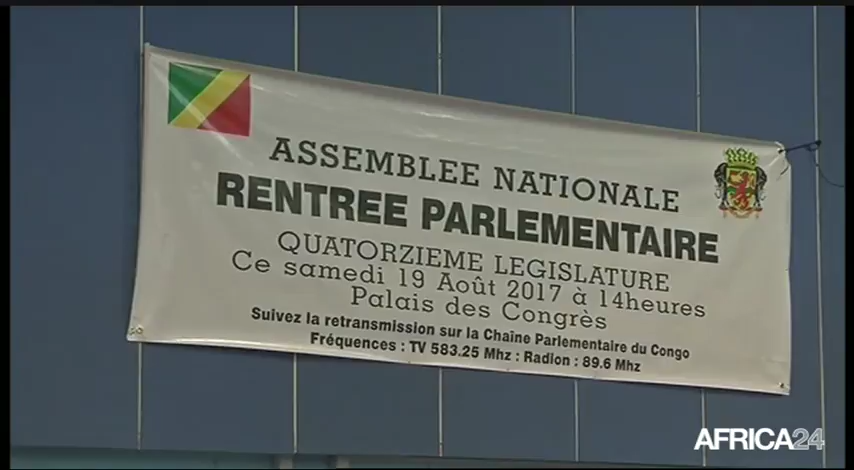 ASSEMBLEE NATIONALE
RENTREE PARLEMENTAIRE
QUATORZIEME LEGISLATURE
Ce samedi 19 Août 2017 à 14heures
Palais des Congrès
Suivez la retransmission sur la Chaîne Parlementaire du Congo
Fréquences : TV 583.25 Mhz : Radion : 89.6 Mhz
AFRICA24